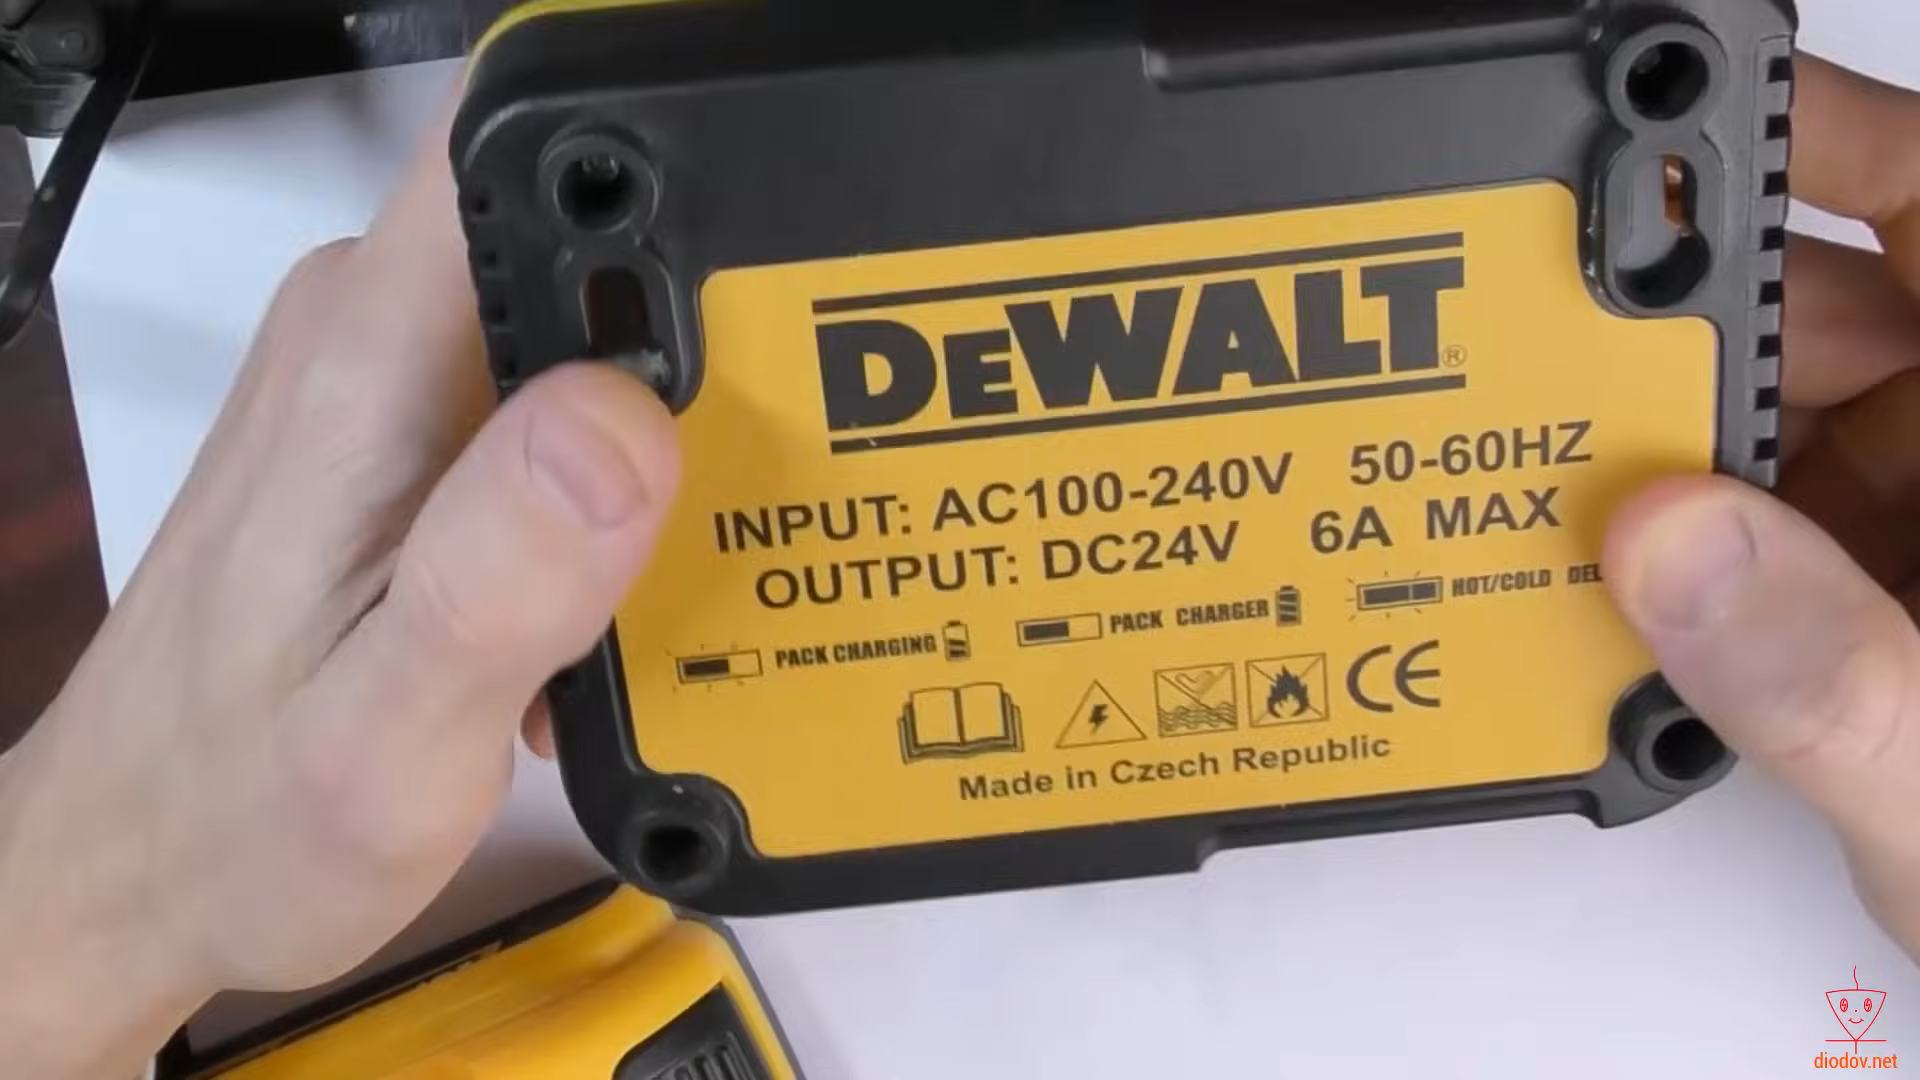 DEWALT®
INPUT: AC100-240V 50-60HZ
OUTPUT: DC24V 6A MAX
PACK CHARGING PACK CHARGER HOT/COLD
CE
Made in Czech Republic
diodov.net